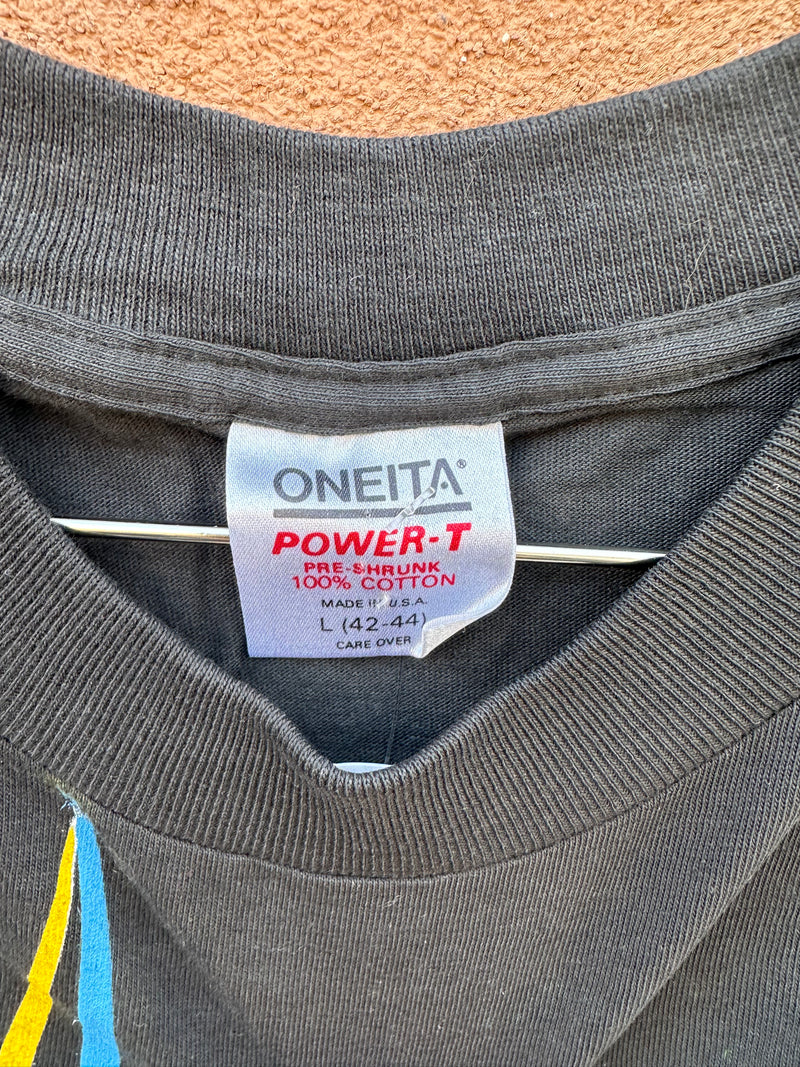 ONEITA®
POWER-T
PRE-SHRUNK
100% COTTON
MADE IN U.S.A.
L (42-44)
CARE OVER